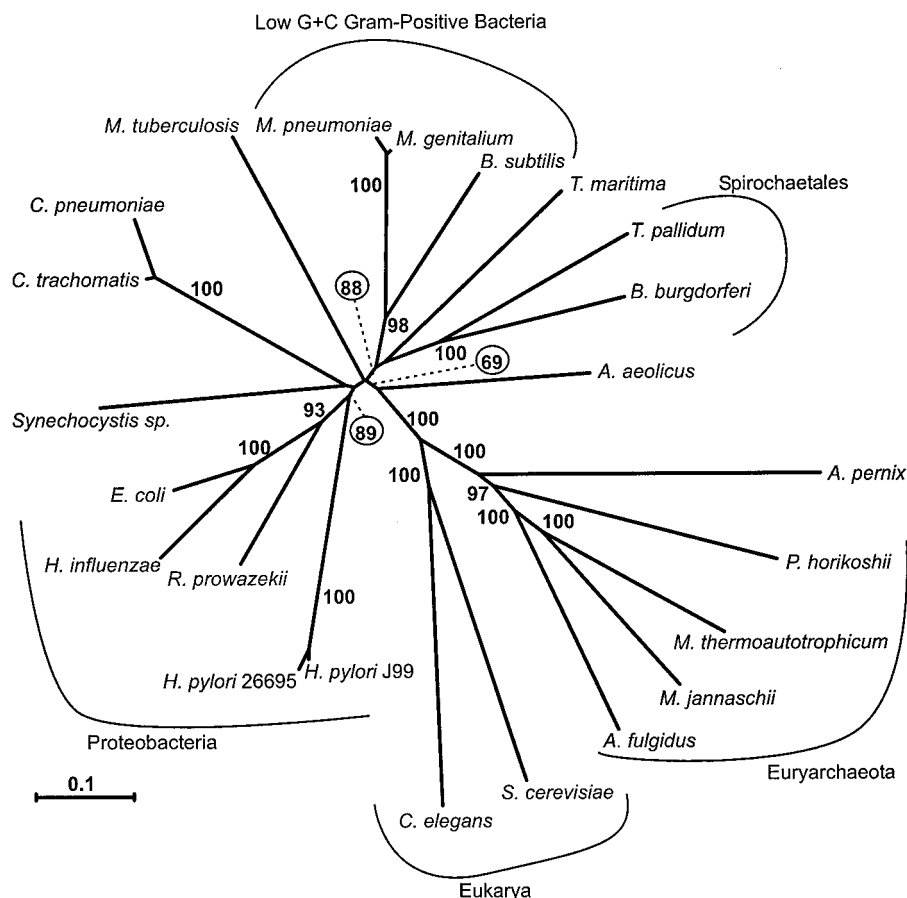 Low G+C Gram-Positive Bacteria
M. tuberculosis
M. pneumoniae
M. genitalium
B. subtilis
T. maritima
Spirochaetales
T. pallidum
B. burgdorferi
C. pneumoniae
C. trachomatis
100
100
88
98
100
69
A. aeolicus
Synechocystis sp.
93
89
100
100
100
100
A. pernix
97
100
100
E. coli
H. influenzae
R. prowazekii
P. horikoshii
100
M. thermoautotrophicum
H. pylori 26695
H. pylori J99
M. jannaschii
A. fulgidus
Proteobacteria
Euryarchaeota
0.1
S. cerevisiae
C. elegans
Eukarya